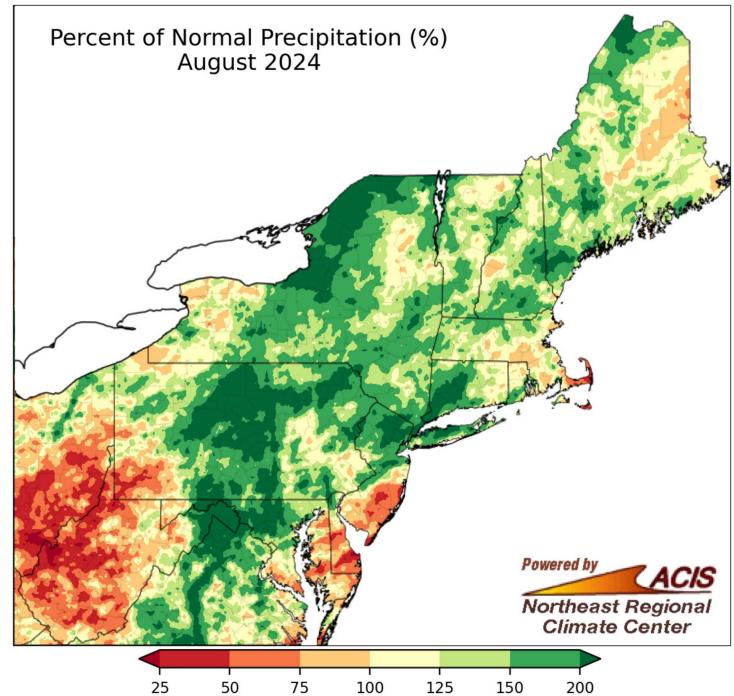 Percent of Normal Precipitation (%)
August 2024
Powered by
ACIS
Northeast Regional
Climate Center
25 50 75 100 125 150 200